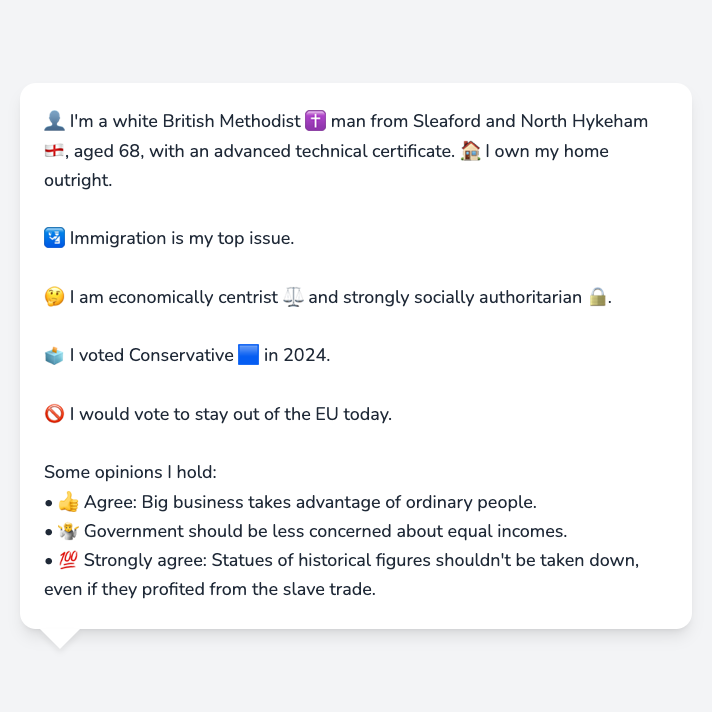 👤 I'm a white British Methodist ✝️ man from Sleaford and North Hykeham
🏴󠁧󠁢󠁥󠁮󠁧󠁿, aged 68, with an advanced technical certificate. 🏠 I own my home
outright.
🛂 Immigration is my top issue.
🤔 I am economically centrist ⚖️ and strongly socially authoritarian 🔒.
🗳️ I voted Conservative 🟦 in 2024.
🚫 I would vote to stay out of the EU today.
Some opinions I hold:
• 👍 Agree: Big business takes advantage of ordinary people.
• 🤷 Government should be less concerned about equal incomes.
• 💯 Strongly agree: Statues of historical figures shouldn't be taken down,
even if they profited from the slave trade.